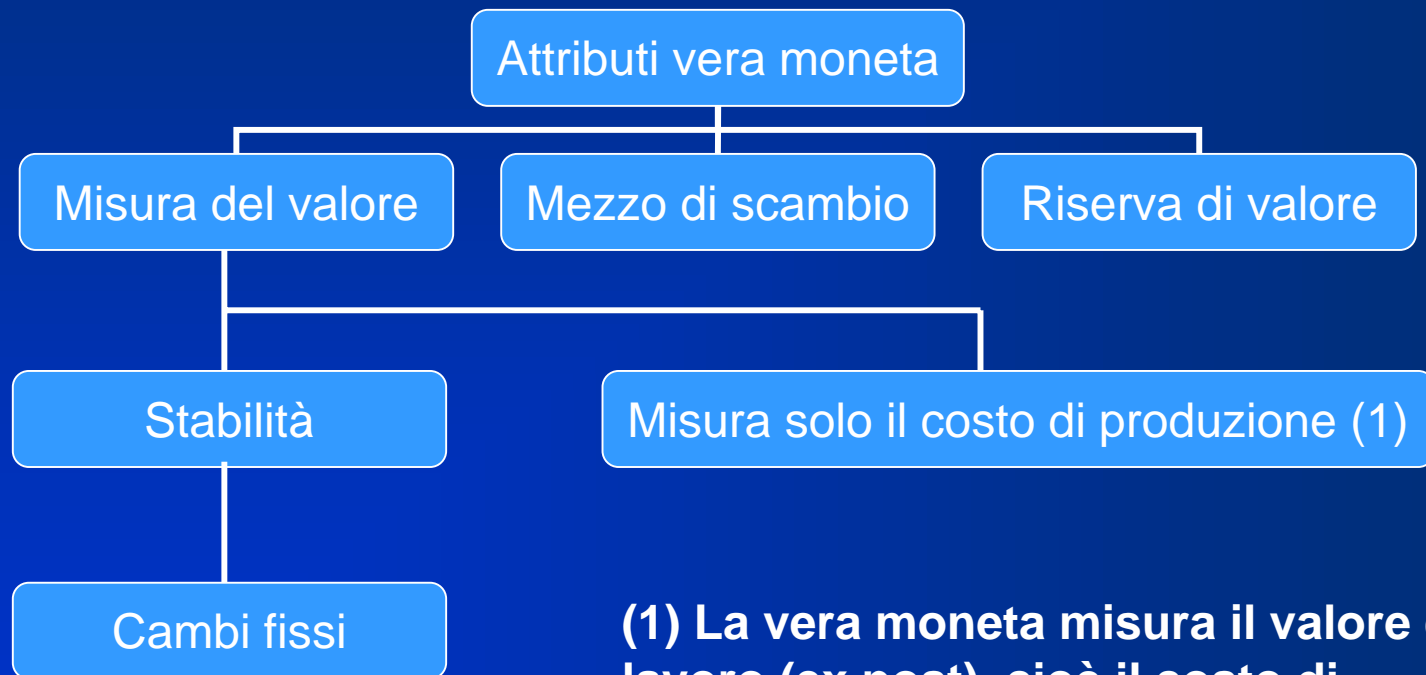 Attributi vera moneta
Misura del valore
Mezzo di scambio
Riserva di valore
Stabilità
Misura solo il costo di produzione (1)
Cambi fissi
(1) La vera moneta misura il valore
lavoro (ex post), cioè il costo di